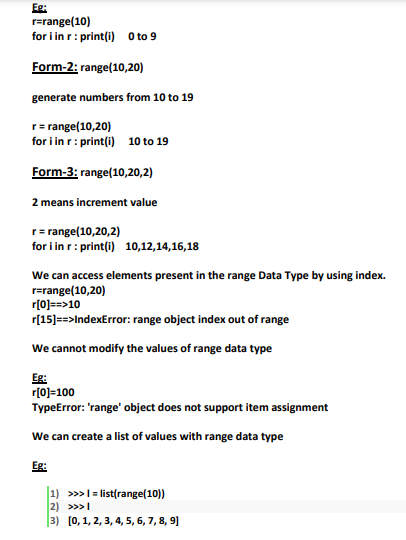 Eg:
r=range(10)
for i in r : print(i) 0 to 9
Form-2: range(10,20)
generate numbers from 10 to 19
r = range(10,20)
for i in r : print(i) 10 to 19
Form-3: range(10,20,2)
2 means increment value
r = range(10,20,2)
for i in r : print(i) 10,12,14,16,18
We can access elements present in the range Data Type by using index.
r=range(10,20)
r[0]==>10
r[15]==>IndexError: range object index out of range
We cannot modify the values of range data type
Eg:
r[0]=100
TypeError: 'range' object does not support item assignment
We can create a list of values with range data type
Eg:
1) >>> l = list(range(10))
2) >>> l
3) [0, 1, 2, 3, 4, 5, 6, 7, 8, 9]